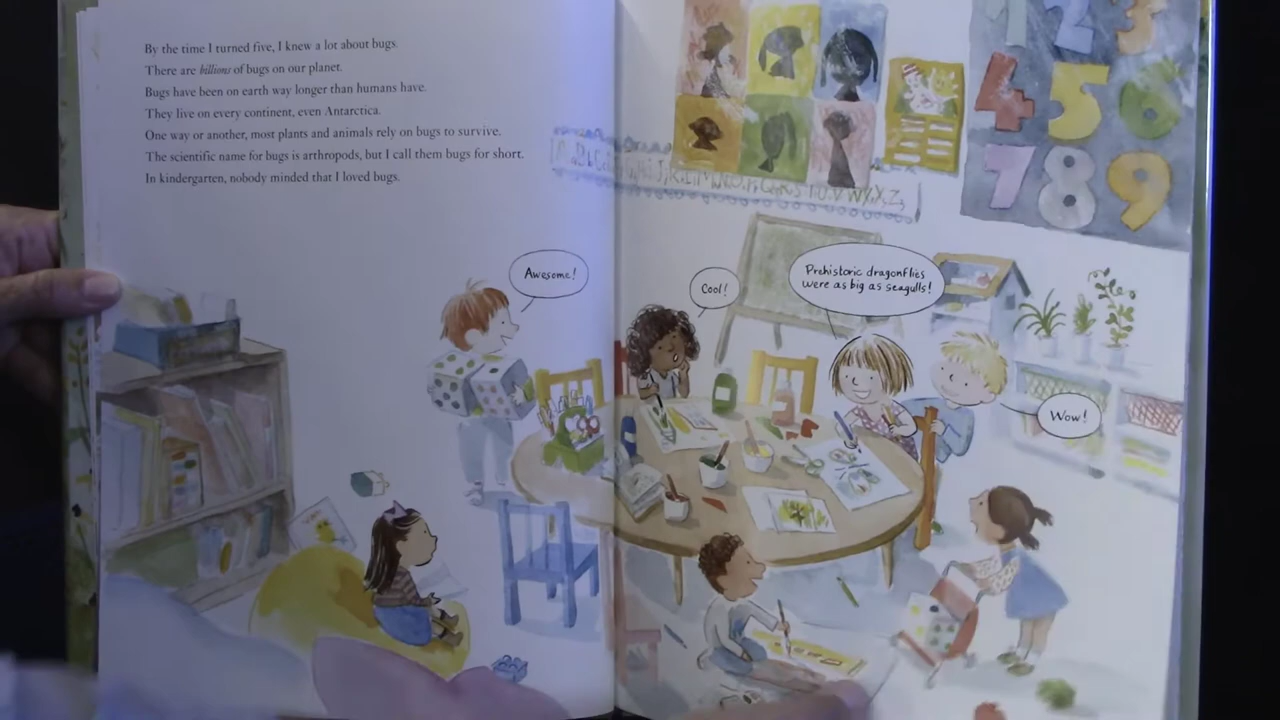 By the time I turned five, I knew a lot about bugs.
There are billions of bugs on our planet.
Bugs have been on earth way longer than humans have.
They live on every continent, even Antarctica.
One way or another, most plants and animals rely on bugs to survive.
The scientific name for bugs is arthropods, but I call them bugs for short.
In kindergarten, nobody minded that I loved bugs.
Awesome!
Cool!
Prehistoric dragonflies
were as big as seagulls!
Wow!
1 2 3
4 5 6
7 8 9